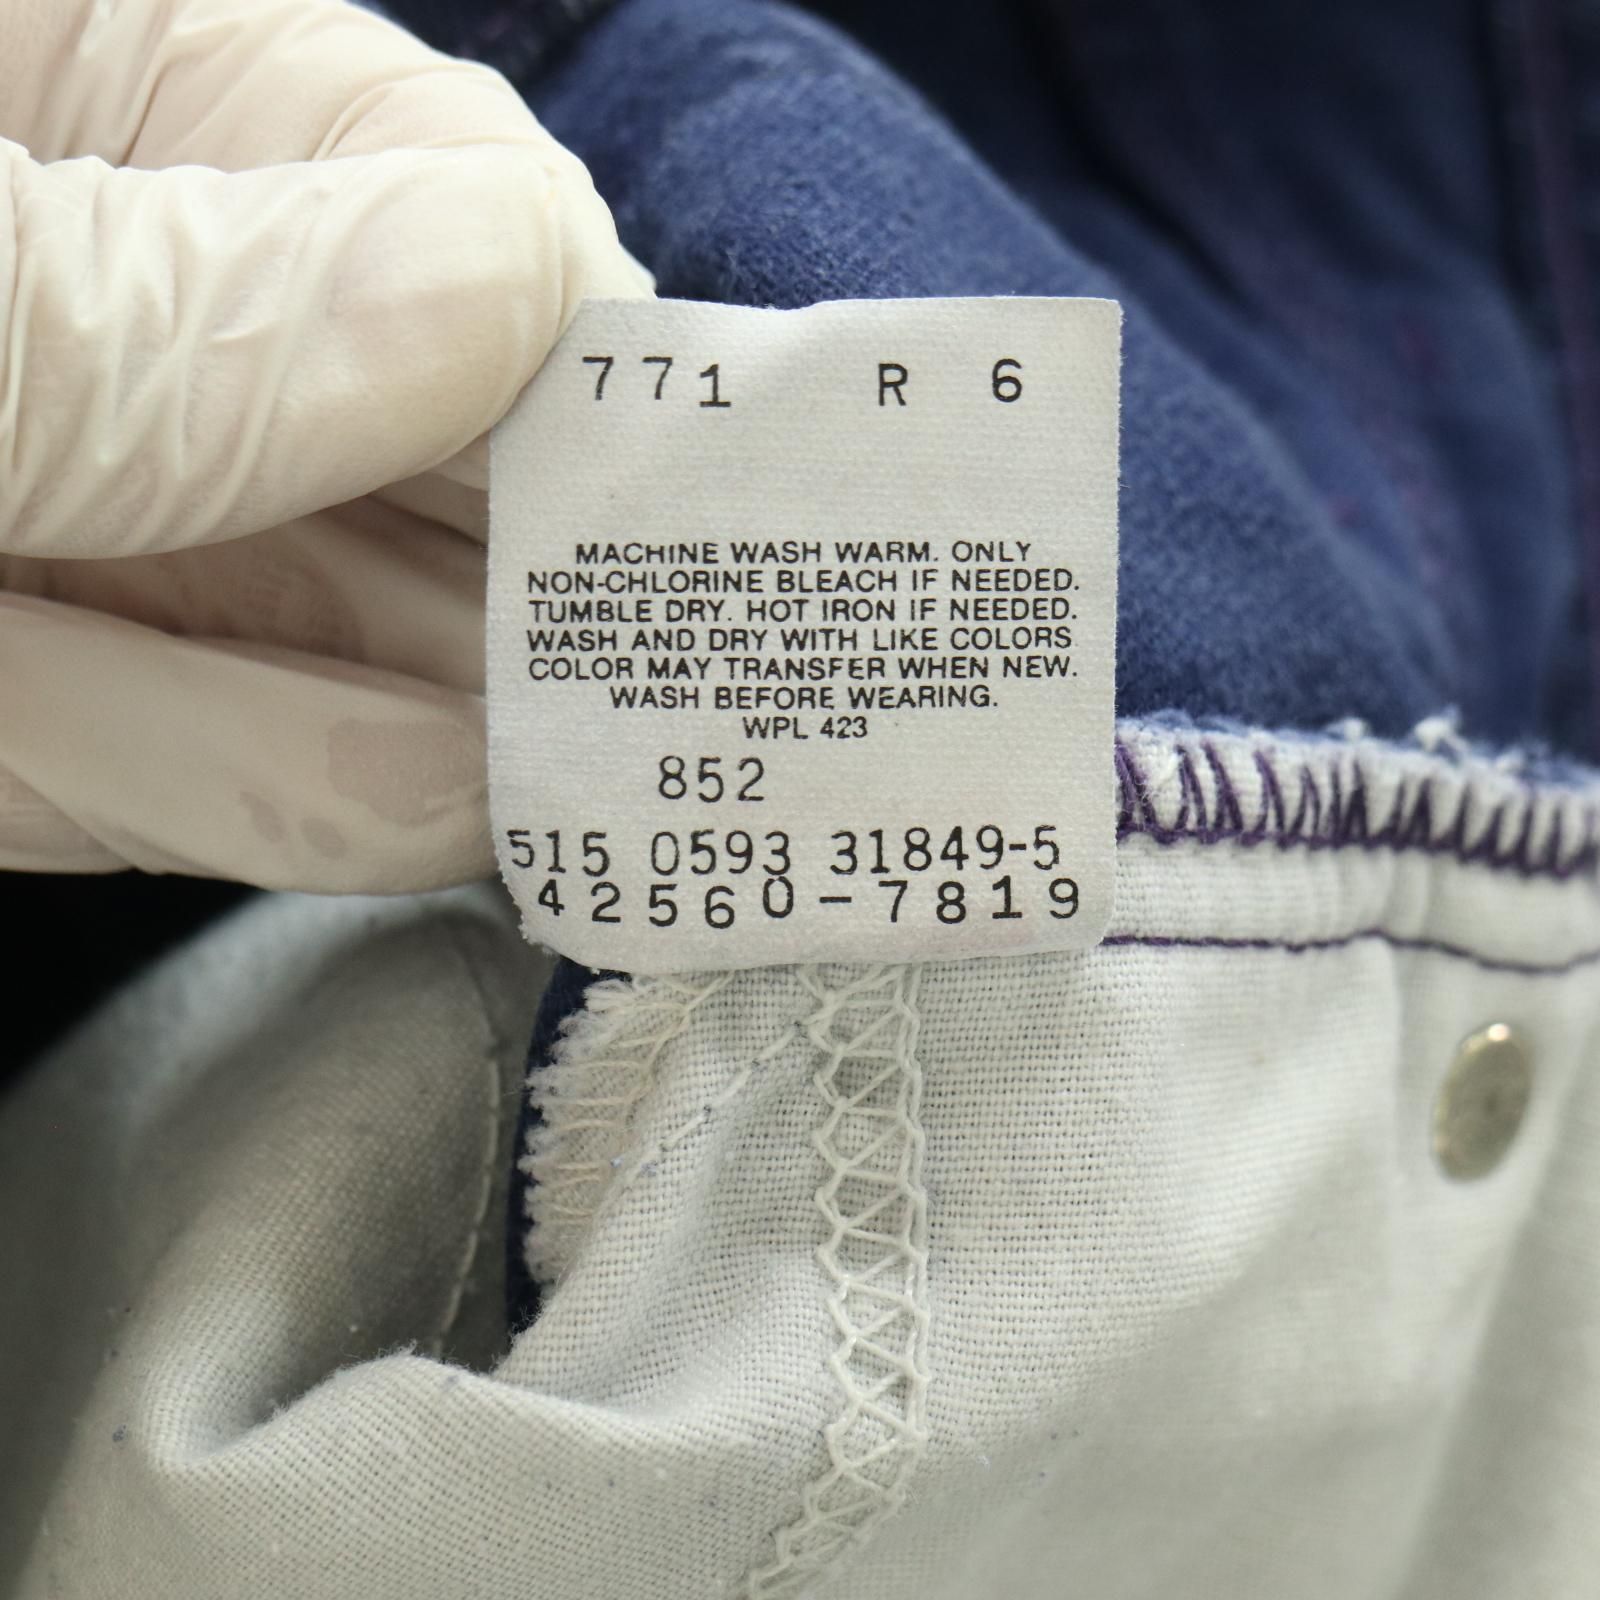 771 R 6
MACHINE WASH WARM. ONLY
NON-CHLORINE BLEACH IF NEEDED.
TUMBLE DRY. HOT IRON IF NEEDED.
WASH AND DRY WITH LIKE COLORS
COLOR MAY TRANSFER WHEN NEW.
WASH BEFORE WEARING.
WPL 423
852
515 0593 31849-5
42560-7819